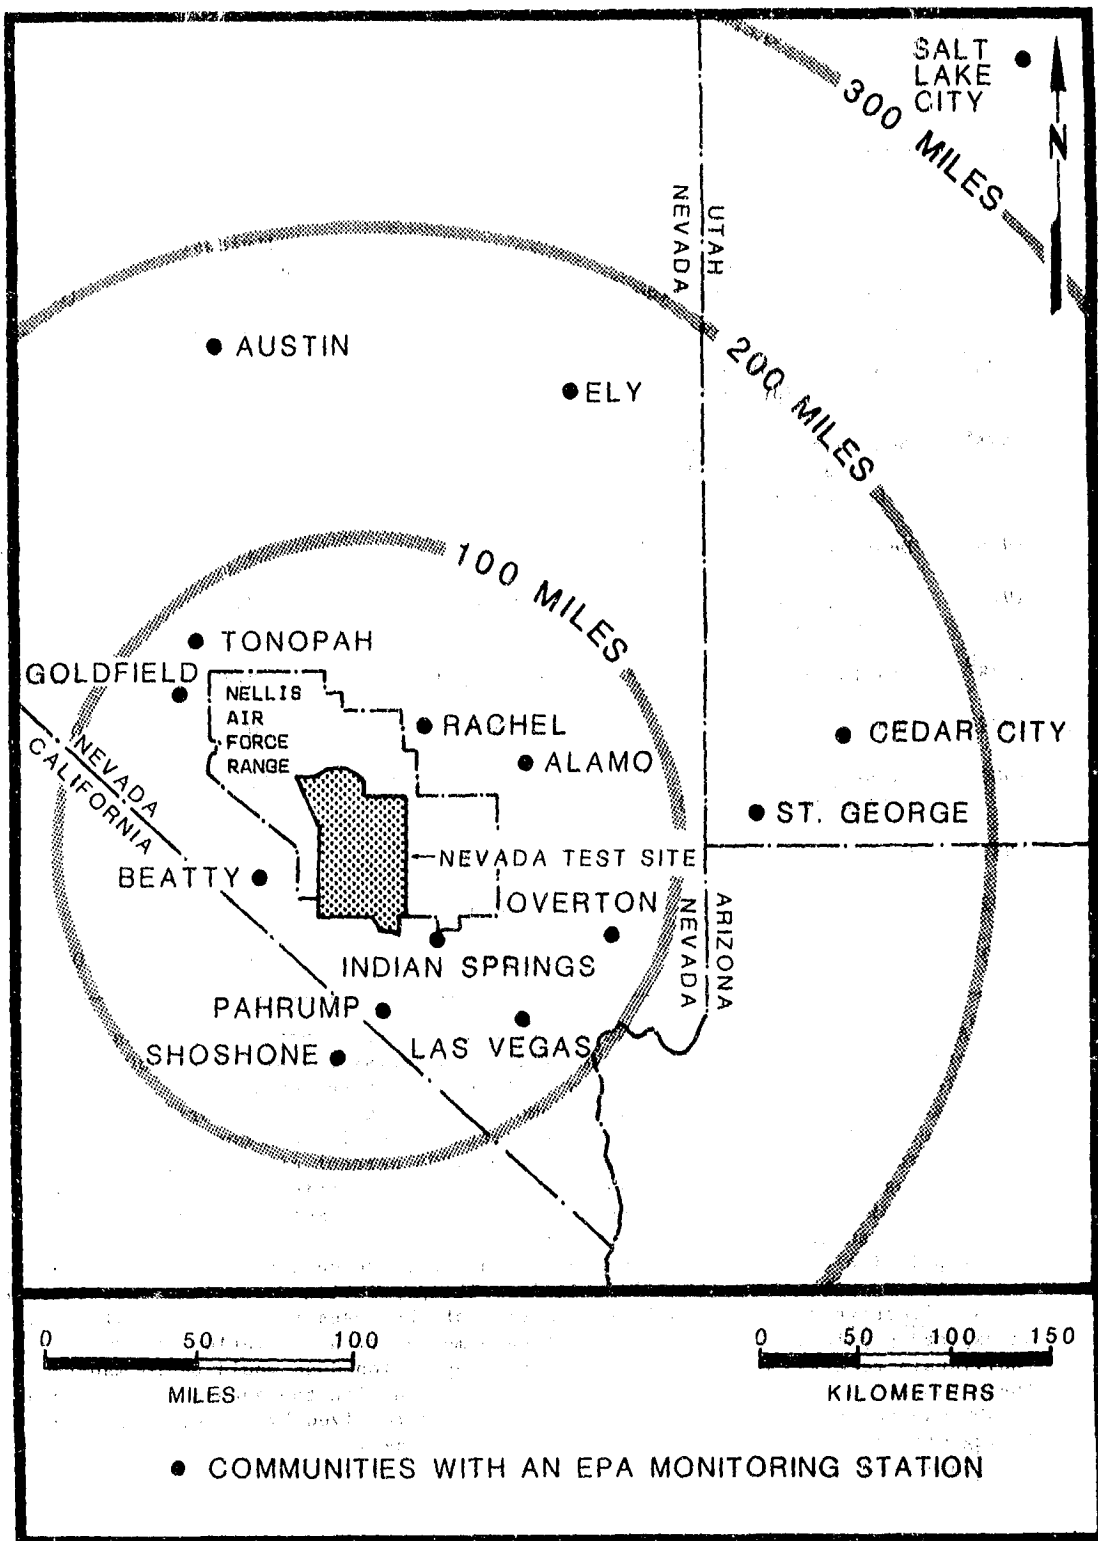 SALT
LAKE
CITY
N
300 MILES
UTAH
NEVADA
AUSTIN
ELY
200 MILES
100 MILES
TONOPAH
GOLDFIELD
NELLIS
AIR
FORCE
RANGE
RACHEL
ALAMO
CEDAR CITY
NEVADA
CALIFORNIA
ST. GEORGE
NEVADA TEST SITE
BEATTY
OVERTON
ARIZONA
NEVADA
INDIAN SPRINGS
PAHRUMP
LAS VEGAS
SHOSHONE
0 50 100
MILES
0 50 100 150
KILOMETERS
COMMUNITIES WITH AN EPA MONITORING STATION